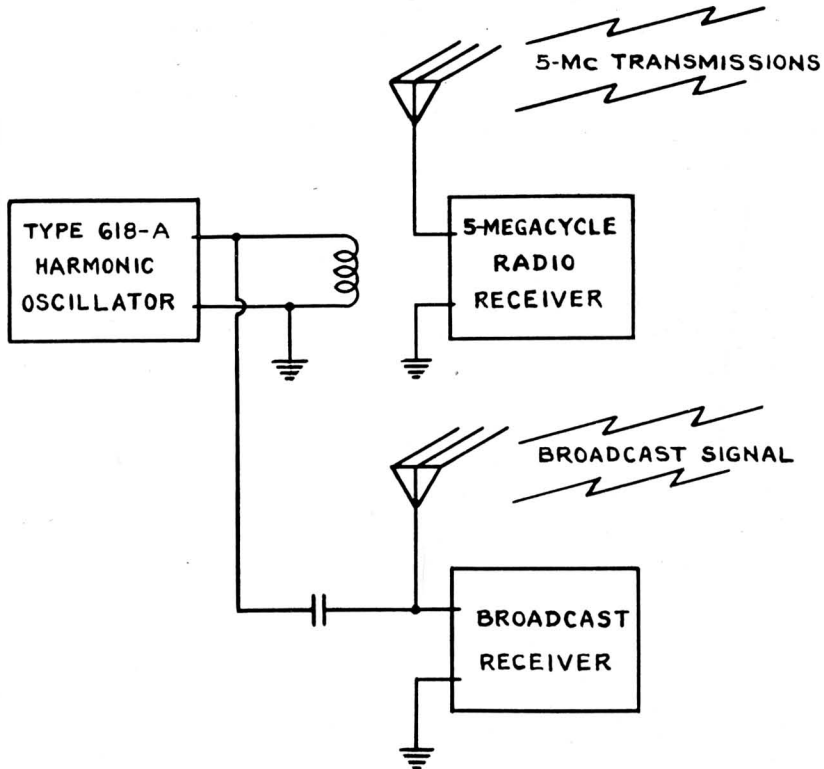 5-Mc TRANSMISSIONS
TYPE 618-A
HARMONIC
OSCILLATOR
5-MEGACYCLE
RADIO
RECEIVER
BROADCAST SIGNAL
BROADCAST
RECEIVER